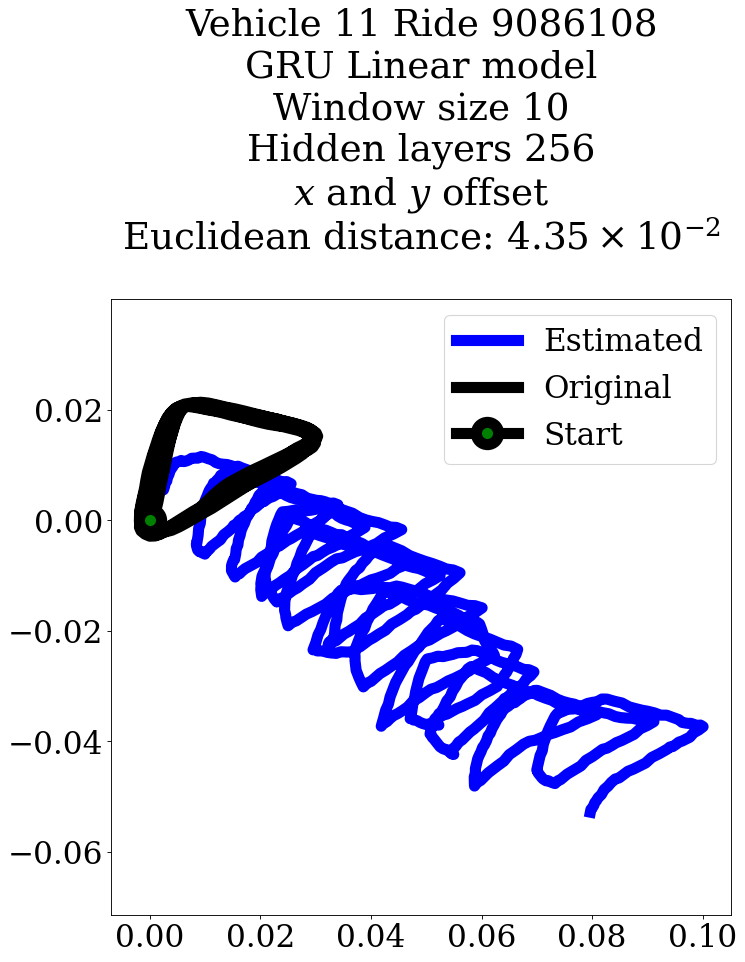 Vehicle 11 Ride 9086108
GRU Linear model
Window size 10
Hidden layers 256
x and y offset
Euclidean distance: 4.35 × 10⁻²
Estimated
Original
Start
0.02
0.00
−0.02
−0.04
−0.06
0.00 0.02 0.04 0.06 0.08 0.10